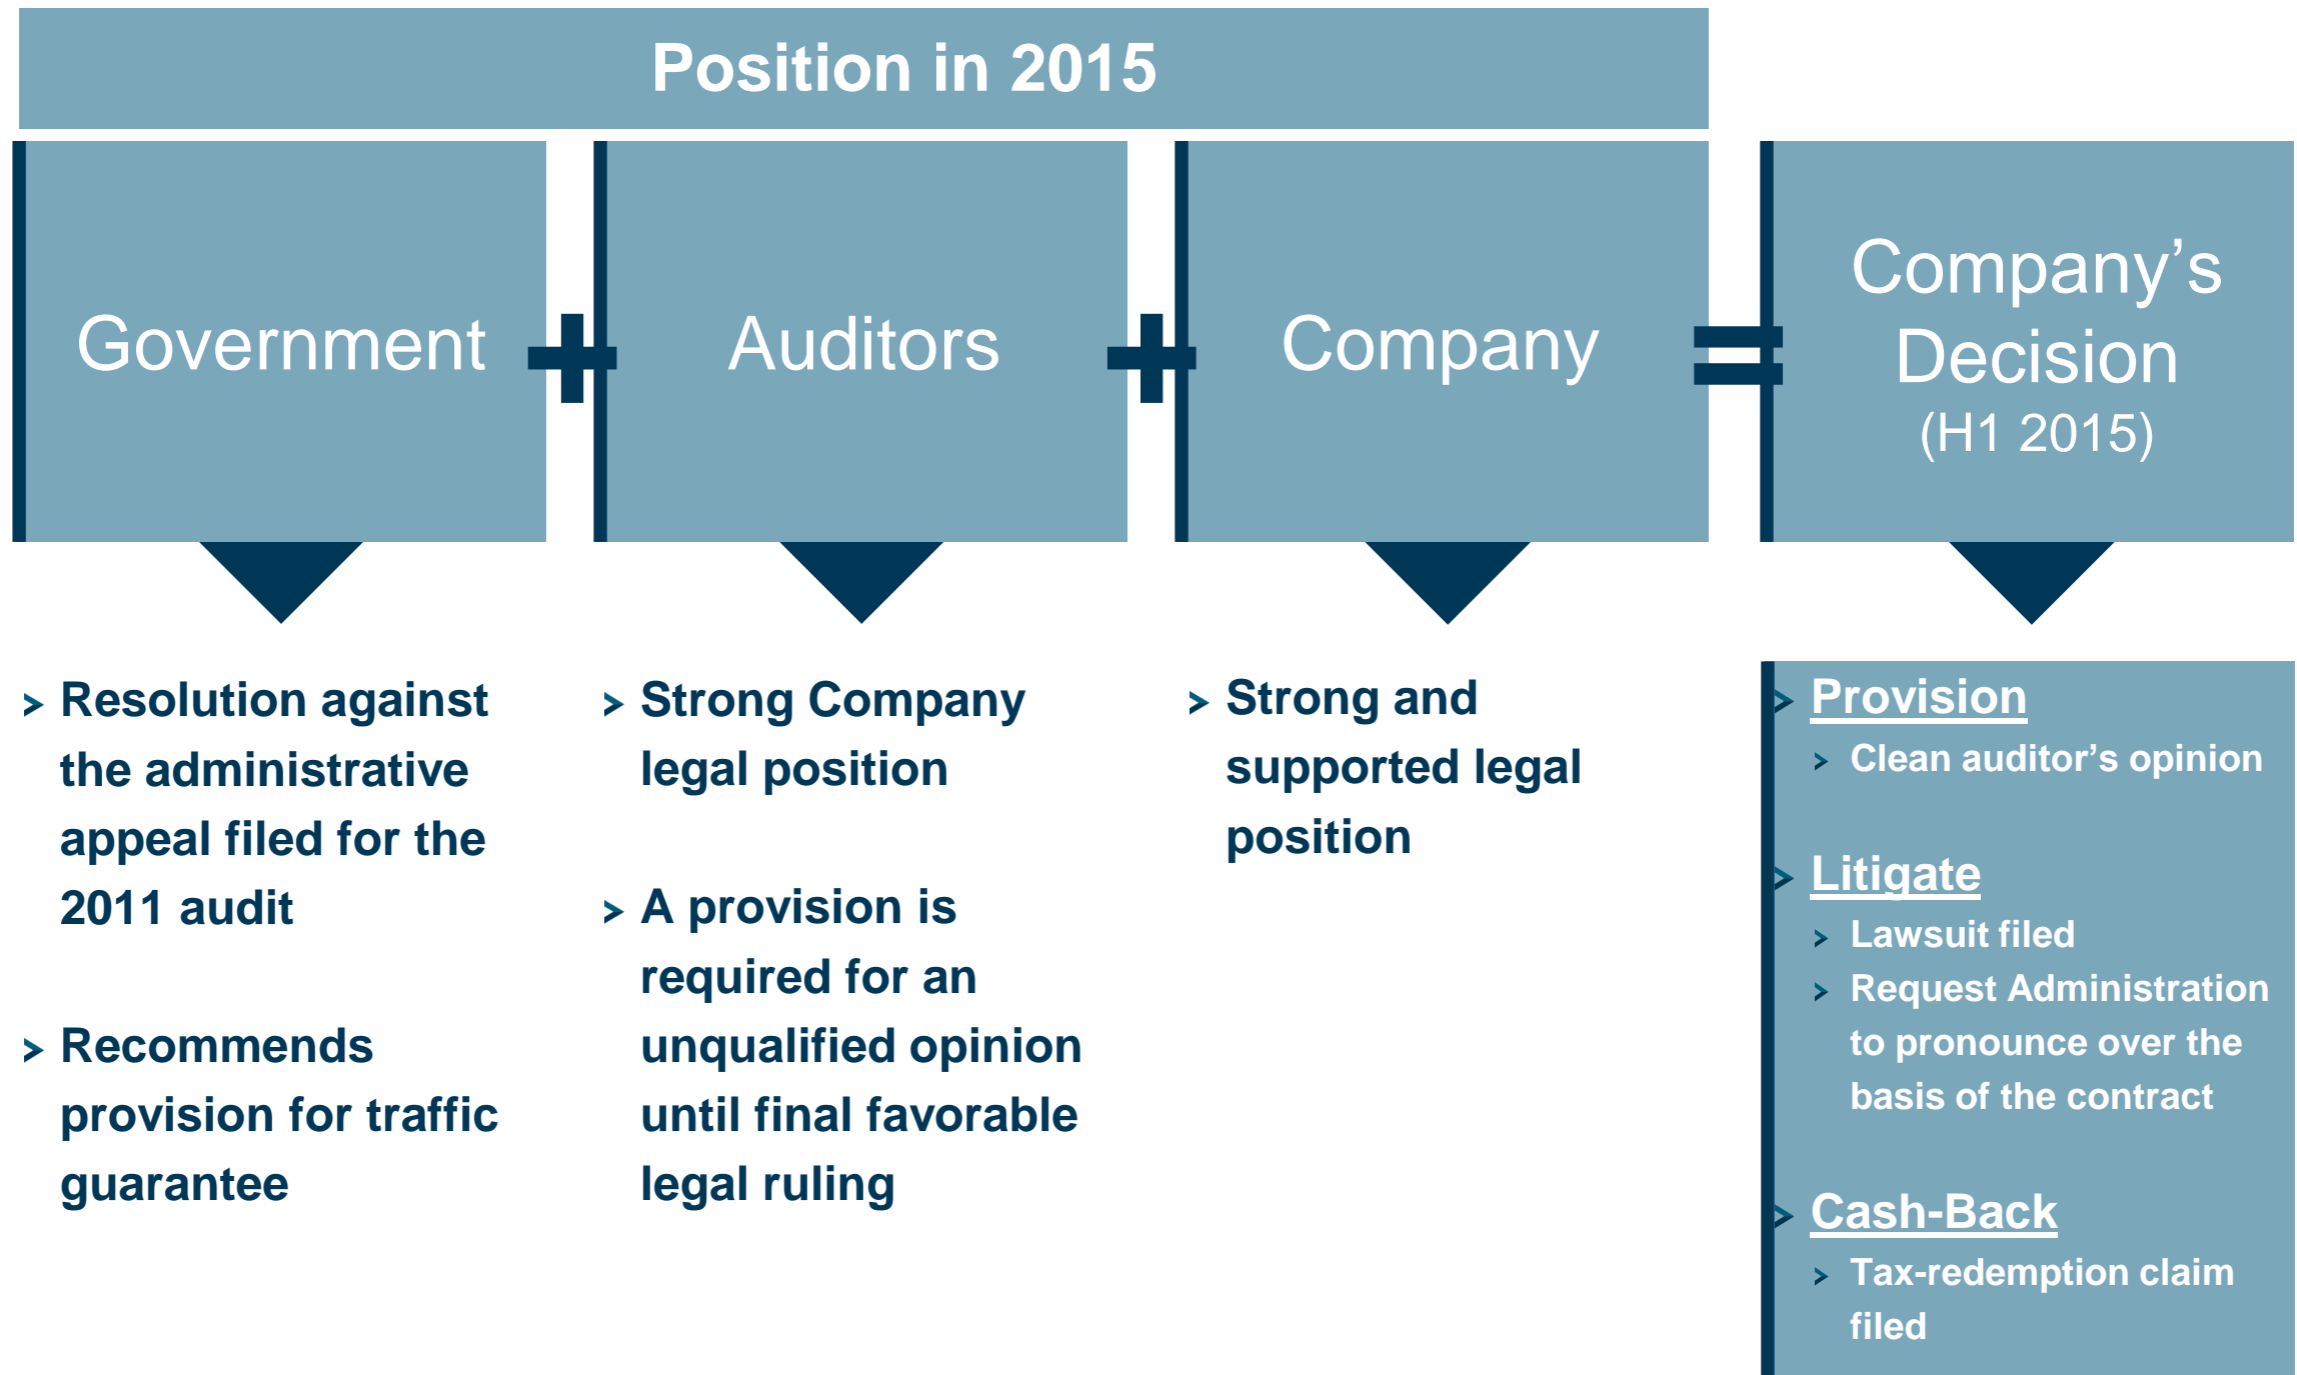 Position in 2015
Government
Auditors
Company
Company’s
Decision
(H1 2015)
Resolution against
the administrative
appeal filed for the
2011 audit
Recommends
provision for traffic
guarantee
Strong Company
legal position
A provision is
required for an
unqualified opinion
until final favorable
legal ruling
Strong and
supported legal
position
Provision
Clean auditor’s opinion
Litigate
Lawsuit filed
Request Administration
to pronounce over the
basis of the contract
Cash-Back
Tax-redemption claim
filed